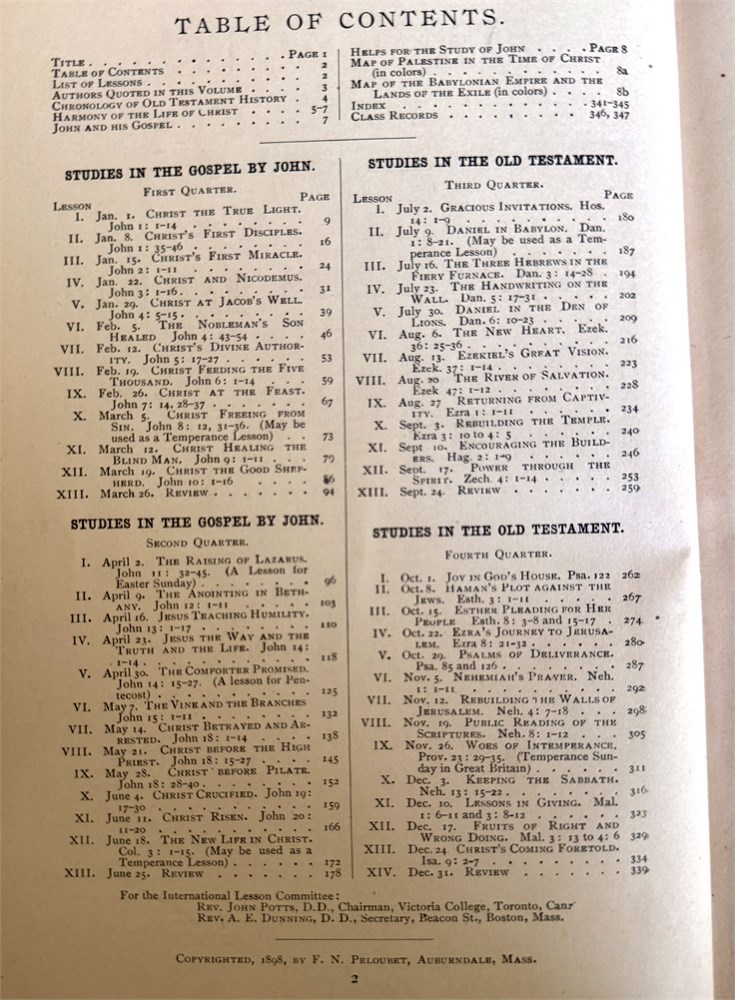 TABLE OF CONTENTS.
TITLE . . . . . . . . . . . . . PAGE 1
TABLE OF CONTENTS . . . . . . . . . 2
LIST OF LESSONS . . . . . . . . . . 2
AUTHORS QUOTED IN THIS VOLUME . . . . 3
CHRONOLOGY OF OLD TESTAMENT HISTORY . 4
HARMONY OF THE LIFE OF CHRIST . . . . 5-7
JOHN AND HIS GOSPEL . . . . . . . . 7
HELPS FOR THE STUDY OF JOHN . . . . PAGE 8
MAP OF PALESTINE IN THE TIME OF CHRIST
(in colors) . . . . . . . . . . 8a
MAP OF THE BABYLONIAN EMPIRE AND THE
LANDS OF THE EXILE (in colors) . . . . 8b
INDEX . . . . . . . . . . . . 341-345
CLASS RECORDS . . . . . . . . . 346, 347
STUDIES IN THE GOSPEL BY JOHN.
FIRST QUARTER.
LESSON PAGE
I. Jan. 1. CHRIST THE TRUE LIGHT.
John 1: 1-14 . . . . . . . . 9
II. Jan. 8. CHRIST'S FIRST DISCIPLES.
John 1: 35-46 . . . . . . . . 16
III. Jan. 15. CHRIST'S FIRST MIRACLE.
John 2: 1-11 . . . . . . . . 24
IV. Jan. 22. CHRIST AND NICODEMUS.
John 3: 1-16 . . . . . . . . 31
V. Jan. 29. CHRIST AT JACOB'S WELL.
John 4: 5-15 . . . . . . . . 39
VI. Feb. 5. THE NOBLEMAN'S SON
HEALED John 4: 43-54 . . . . 46
VII. Feb. 12. CHRIST'S DIVINE AUTHOR-
ITY. John 5: 17-27 . . . . . . 53
VIII. Feb. 19. CHRIST FEEDING THE FIVE
THOUSAND. John 6: 1-14 . . . 59
IX. Feb. 26. CHRIST AT THE FEAST.
John 7: 14, 28-37 . . . . . . 67
X. March 5. CHRIST FREEING FROM
SIN. John 8: 12, 31-36. (May be
used as a Temperance Lesson) . . 73
XI. March 12. CHRIST HEALING THE
BLIND MAN. John 9: 1-11 . . . 79
XII. March 19. CHRIST THE GOOD SHEP-
HERD. John 10: 1-16 . . . . . 86
XIII. March 26. REVIEW . . . . . . . 94
STUDIES IN THE GOSPEL BY JOHN.
SECOND QUARTER.
I. April 2. THE RAISING OF LAZARUS.
John 11: 32-45. (A Lesson for
Easter Sunday) . . . . . . . 96
II. April 9. THE ANOINTING IN BETH-
ANY. John 12: 1-11 . . . . . . 103
III. April 16. JESUS TEACHING HUMILITY.
John 13: 1-17 . . . . . . . . 110
IV. April 23. JESUS THE WAY AND THE
TRUTH AND THE LIFE. John 14:
1-14 . . . . . . . . . . . . 118
V. April 30. THE COMFORTER PROMISED.
John 14: 15-27. (A lesson for Pen-
tecost) . . . . . . . . . . . 125
VI. May 7. THE VINE AND THE BRANCHES
John 15: 1-11 . . . . . . . . 132
VII. May 14. CHRIST BETRAYED AND AR-
RESTED. John 18: 1-14 . . . . 138
VIII. May 21. CHRIST BEFORE THE HIGH
PRIEST. John 18: 15-27 . . . . 145
IX. May 28. CHRIST BEFORE PILATE.
John 18: 28-40 . . . . . . . . 152
X. June 4. CHRIST CRUCIFIED. John 19:
17-30 . . . . . . . . . . . 159
XI. June 11. CHRIST RISEN. John 20:
11-20 . . . . . . . . . . . 166
XII. June 18. THE NEW LIFE IN CHRIST.
Col. 3: 1-15. (May be used as a
Temperance Lesson) . . . . . . 172
XIII. June 25. REVIEW . . . . . . . 178
STUDIES IN THE OLD TESTAMENT.
THIRD QUARTER.
LESSON PAGE
I. July 2. GRACIOUS INVITATIONS. Hos.
14: 1-9 . . . . . . . . . . 180
II. July 9. DANIEL IN BABYLON. Dan.
1: 8-21. (May be used as a Tem-
perance Lesson) . . . . . . . 187
III. July 16. THE THREE HEBREWS IN THE
FIERY FURNACE. Dan. 3: 14-28 . 194
IV. July 23. THE HANDWRITING ON THE
WALL. Dan. 5: 17-31 . . . . . 202
V. July 30. DANIEL IN THE DEN OF
LIONS. Dan. 6: 10-23 . . . . . 209
VI. Aug. 6. THE NEW HEART. Ezek.
36: 25-36 . . . . . . . . . . 216
VII. Aug. 13. EZEKIEL'S GREAT VISION.
Ezek. 37: 1-14 . . . . . . . . 223
VIII. Aug. 20 THE RIVER OF SALVATION.
Ezek 47: 1-12 . . . . . . . . 228
IX. Aug. 27 RETURNING FROM CAPTIV-
ITY. Ezra 1: 1-11 . . . . . . 234
X. Sept. 3. REBUILDING THE TEMPLE.
Ezra 3: 10 to 4: 5 . . . . . . 240
XI. Sept 10. ENCOURAGING THE BUILD-
ERS. Hag. 2: 1-9 . . . . . . . 246
XII. Sept. 17. POWER THROUGH THE
SPIRIT. Zech. 4: 1-14 . . . . . 253
XIII. Sept. 24. REVIEW . . . . . . . 259
STUDIES IN THE OLD TESTAMENT.
FOURTH QUARTER.
I. Oct. 1. JOY IN GOD'S HOUSE. Psa. 122 262
II. Oct. 8. HAMAN'S PLOT AGAINST THE
JEWS. Esth. 3: 1-11 . . . . . . 267
III. Oct. 15. ESTHER PLEADING FOR HER
PEOPLE Esth. 8: 3-8 and 15-17 . 274
IV. Oct. 22. EZRA'S JOURNEY TO JERUSA-
LEM. Ezra 8: 21-32 . . . . . . 280
V. Oct. 29. PSALMS OF DELIVERANCE.
Psa. 85 and 126 . . . . . . . . 287
VI. Nov. 5. NEHEMIAH'S PRAYER. Neh.
1: 1-11 . . . . . . . . . . 292
VII. Nov. 12. REBUILDING THE WALLS OF
JERUSALEM. Neh. 4: 7-18 . . . 298
VIII. Nov. 19. PUBLIC READING OF THE
SCRIPTURES. Neh. 8: 1-12 . . . 305
IX. Nov. 26. WOES OF INTEMPERANCE.
Prov. 23: 29-35. (Temperance Sun-
day in Great Britain) . . . . . 311
X. Dec. 3. KEEPING THE SABBATH.
Neh. 13: 15-22 . . . . . . . . 316
XI. Dec. 10. LESSONS IN GIVING. Mal.
1: 6-11 and 3: 8-12 . . . . . . 323
XII. Dec. 17. FRUITS OF RIGHT AND
WRONG DOING. Mal. 3: 13 to 4: 6 329
XIII. Dec. 24 CHRIST'S COMING FORETOLD.
Isa. 9: 2-7 . . . . . . . . . 334
XIV. Dec. 31. REVIEW . . . . . . . 339
For the International Lesson Committee:
REV. JOHN POTTS, D.D., Chairman, Victoria College, Toronto, Can.
REV. A. E. DUNNING, D. D., Secretary, Beacon St., Boston, Mass.
COPYRIGHTED, 1898, BY F. N. PELOUBET, AUBURNDALE, MASS.
2